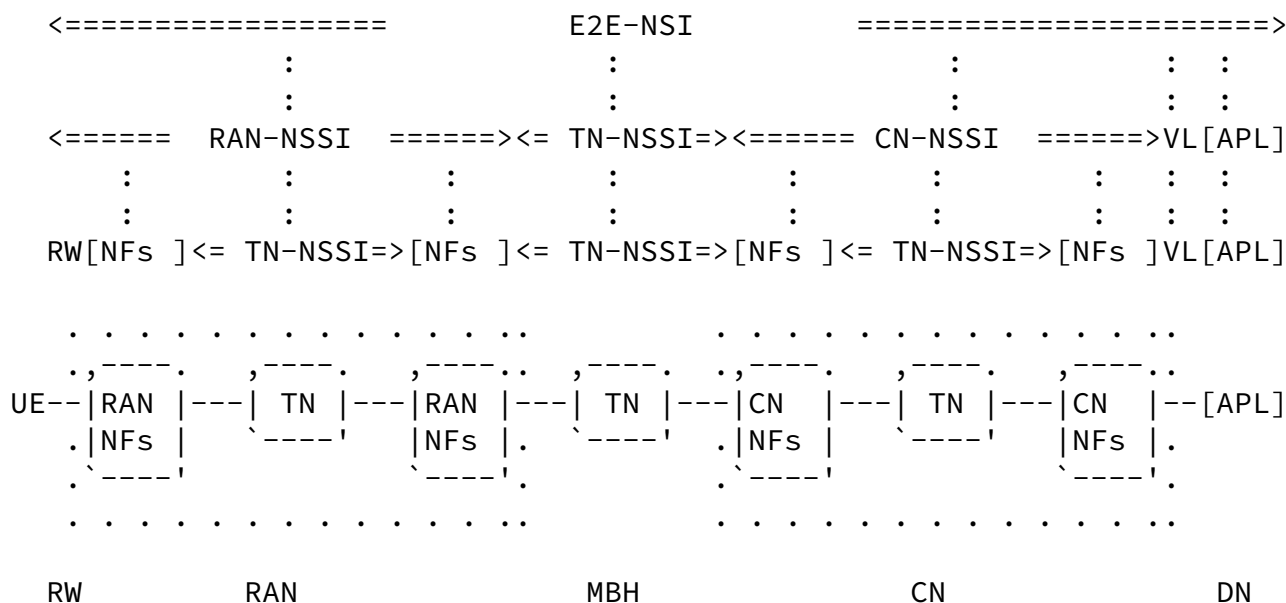 <================== E2E-NSI =======================>
: : : : :
: : : : :
<====== RAN-NSSI ======><= TN-NSSI=><====== CN-NSSI ======>VL[APL]
: : : : : : : : :
: : : : : : : : :
RW[NFs ]<= TN-NSSI=>[NFs ]<= TN-NSSI=>[NFs ]<= TN-NSSI=>[NFs ]VL[APL]
. . . . . . . . . . . . .. . . . . . . . . . . . . ..
.,----. ,----. ,----.. ,----. .,----. ,----. ,----..
UE--|RAN |---| TN |---|RAN |---| TN |---|CN |---| TN |---|CN |--[APL]
.|NFs | `----' |NFs |. `----' .|NFs | `----' |NFs |.
.`----' `----'. .`----' `----'.
. . . . . . . . . . . . .. . . . . . . . . . . . . ..
RW RAN MBH CN DN